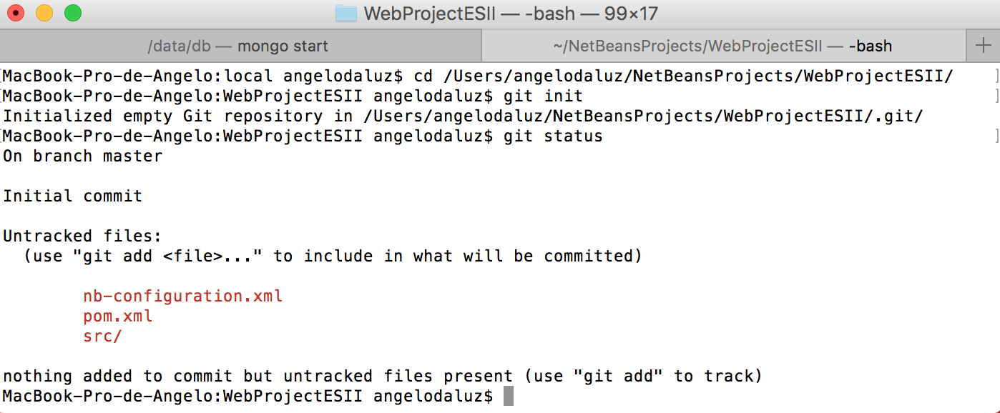 WebProjectESII — -bash — 99×17
/data/db — mongo start
~/NetBeansProjects/WebProjectESII — -bash
MacBook-Pro-de-Angelo:local angelodaluz$ cd /Users/angelodaluz/NetBeansProjects/WebProjectESII/
MacBook-Pro-de-Angelo:WebProjectESII angelodaluz$ git init
Initialized empty Git repository in /Users/angelodaluz/NetBeansProjects/WebProjectESII/.git/
MacBook-Pro-de-Angelo:WebProjectESII angelodaluz$ git status
On branch master
Initial commit
Untracked files:
  (use "git add <file>..." to include in what will be committed)
        nb-configuration.xml
        pom.xml
        src/
nothing added to commit but untracked files present (use "git add" to track)
MacBook-Pro-de-Angelo:WebProjectESII angelodaluz$